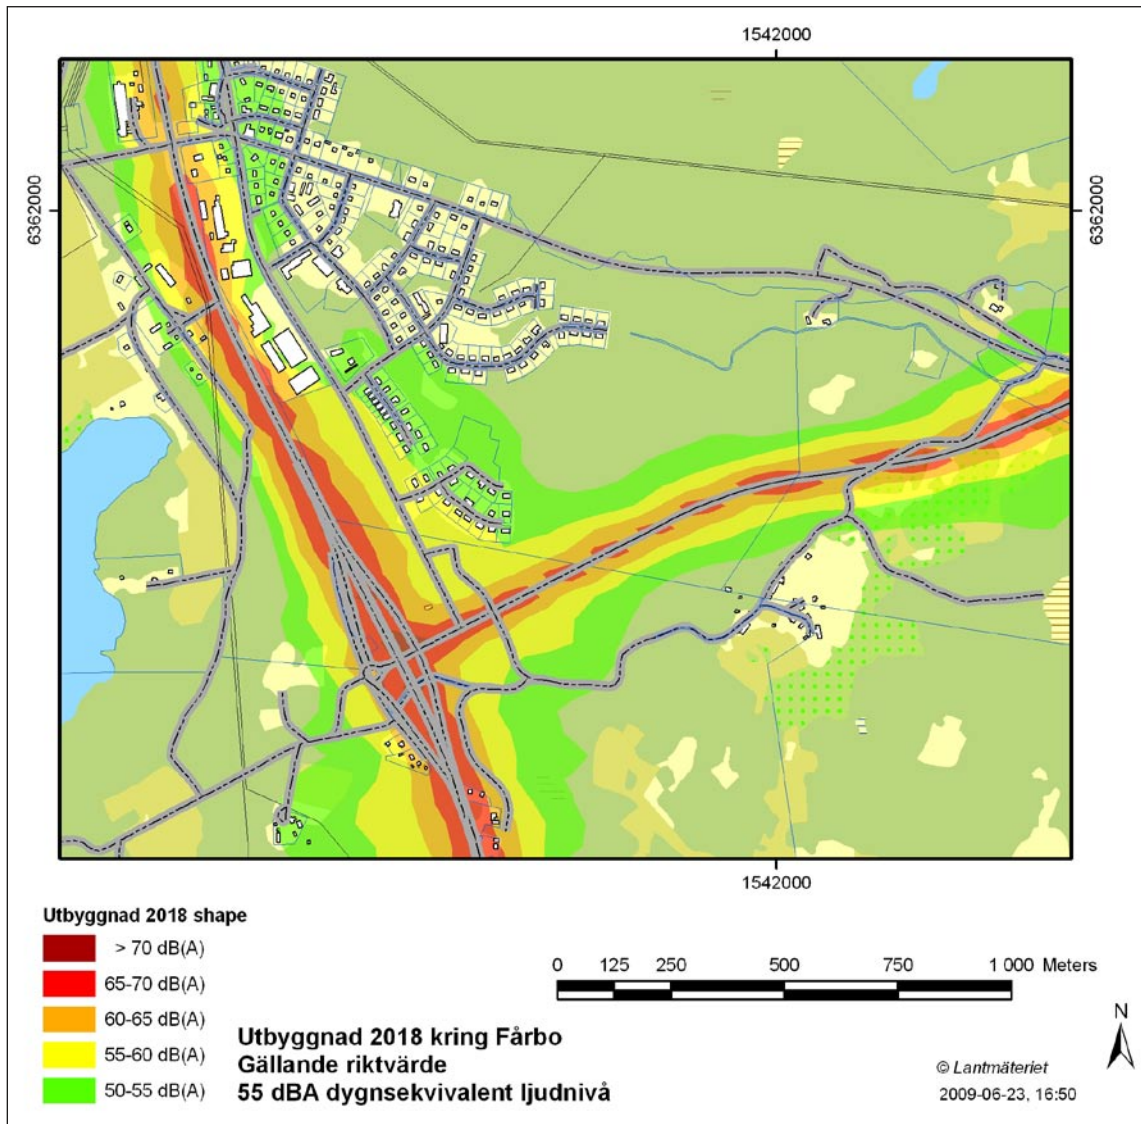 1542000
6362000
6362000
1542000
Utbyggnad 2018 shape
> 70 dB(A)
65-70 dB(A)
60-65 dB(A)
55-60 dB(A)
50-55 dB(A)
0 125 250 500 750 1 000 Meters
Utbyggnad 2018 kring Fårbo
Gällande riktvärde
55 dBA dygnsekvivalent ljudnivå
N
© Lantmäteriet
2009-06-23, 16:50